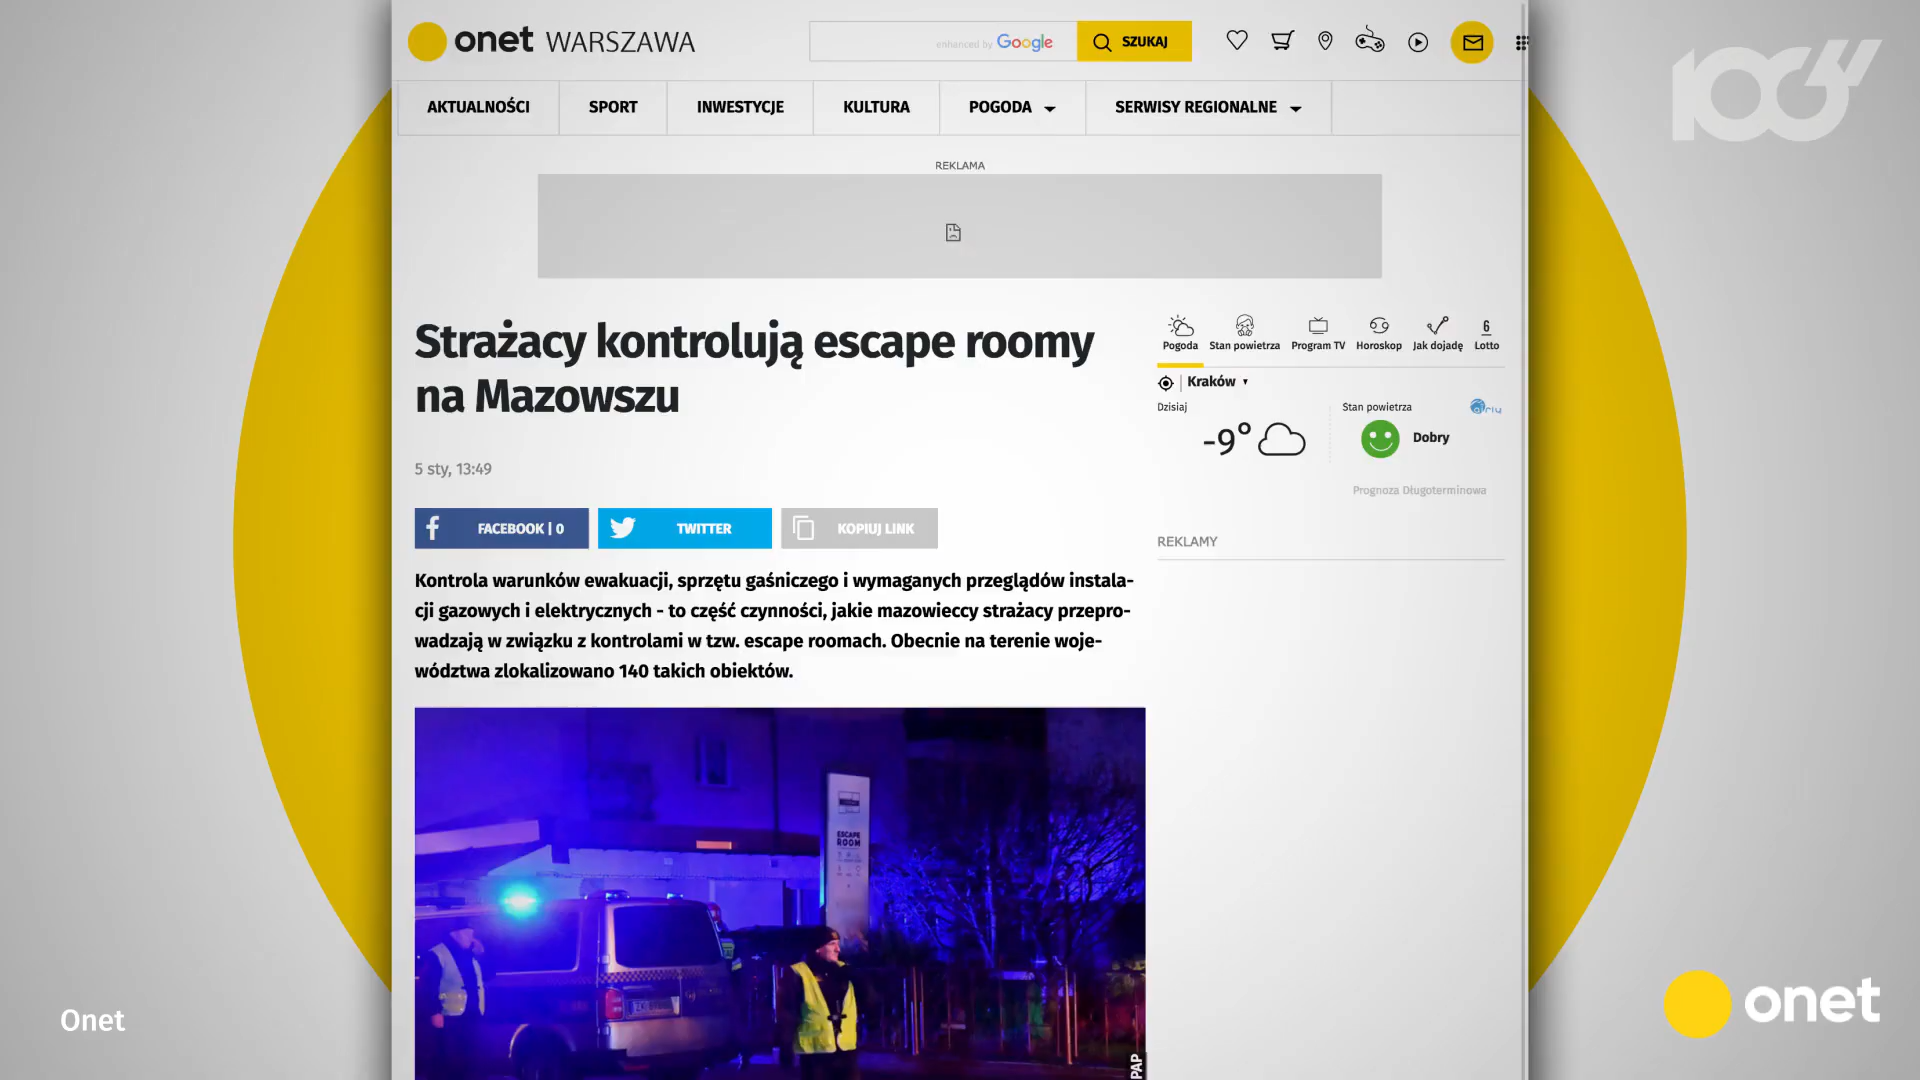 onet WARSZAWA
enhanced by Google
SZUKAJ
AKTUALNOŚCI
SPORT
INWESTYCJE
KULTURA
POGODA
SERWISY REGIONALNE
REKLAMA
Strażacy kontrolują escape roomy
na Mazowszu
5 sty, 13:49
FACEBOOK | 0
TWITTER
KOPIUJ LINK
Kontrola warunków ewakuacji, sprzętu gaśniczego i wymaganych przeglądów instala-
cji gazowych i elektrycznych - to część czynności, jakie mazowieccy strażacy przepro-
wadzają w związku z kontrolami w tzw. escape roomach. Obecnie na terenie woje-
wództwa zlokalizowano 140 takich obiektów.
Pogoda
Stan powietrza
Program TV
Horoskop
Jak dojadę
6
Lotto
Kraków
Dzisiaj
-9°
Stan powietrza
airly
Dobry
Prognoza Długoterminowa
REKLAMY
ESCAPE
ROOM
PAP
Onet
onet
100